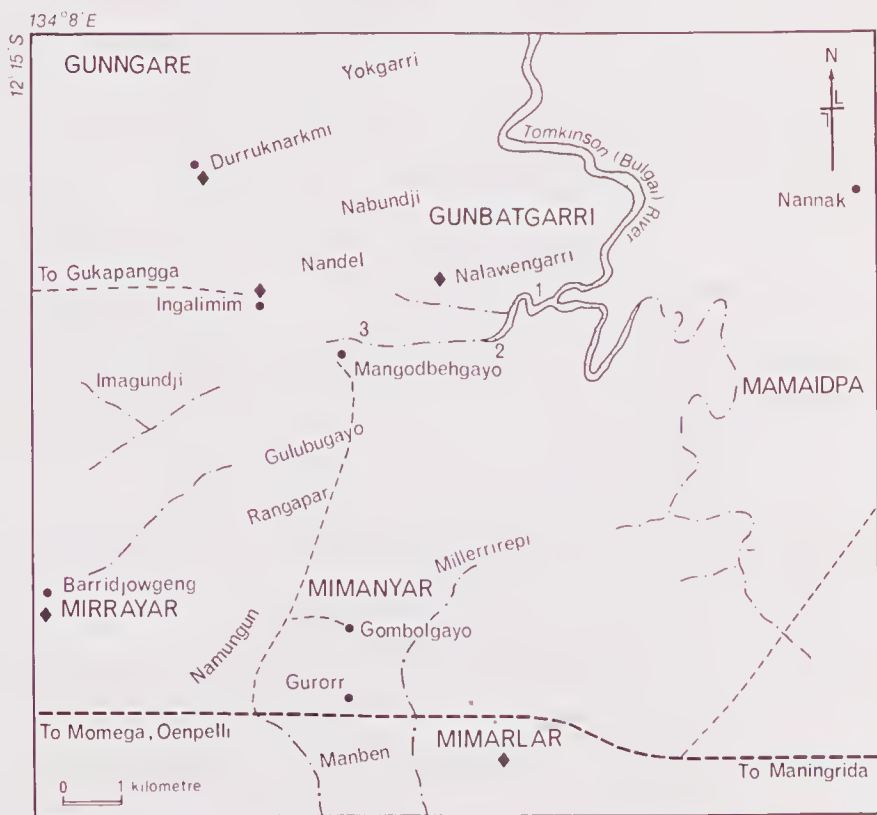 134°8' E
12°15' S
GUNNGARE
Yokgarri
N
Durruknarkmi
Tomkinson (Bulgai) River
Nannak
Nabundji
GUNBATGARRI
To Gukapangga
Nandel
Nalawengarri
1
Ingalimim
3
2
Mangodbehgayo
Imagundji
MAMAIDPA
Gulubugayo
Rangapar
Millerrirepi
Barridjowgeng
MIMANYAR
MIRRAYAR
Gombolgayo
Namungun
Gurorr
To Momega, Oenpelli
MIMARLAR
Manben
To Maningrida
0 1 kilometre